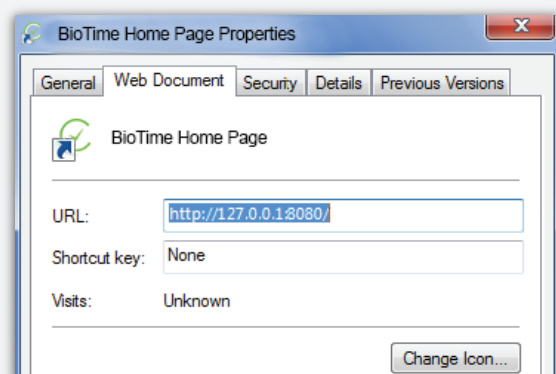 BioTime Home Page Properties
General Web Document Security Details Previous Versions
BioTime Home Page
URL: http://127.0.0.1:8080/
Shortcut key: None
Visits: Unknown
Change Icon...